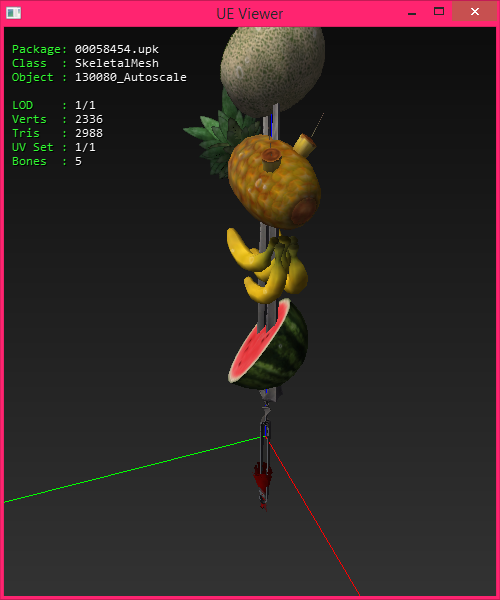 UE Viewer
Package: 00058454.upk
Class : SkeletalMesh
Object : 130080_Autoscale
LOD : 1/1
Verts : 2336
Tris : 2988
UV Set : 1/1
Bones : 5